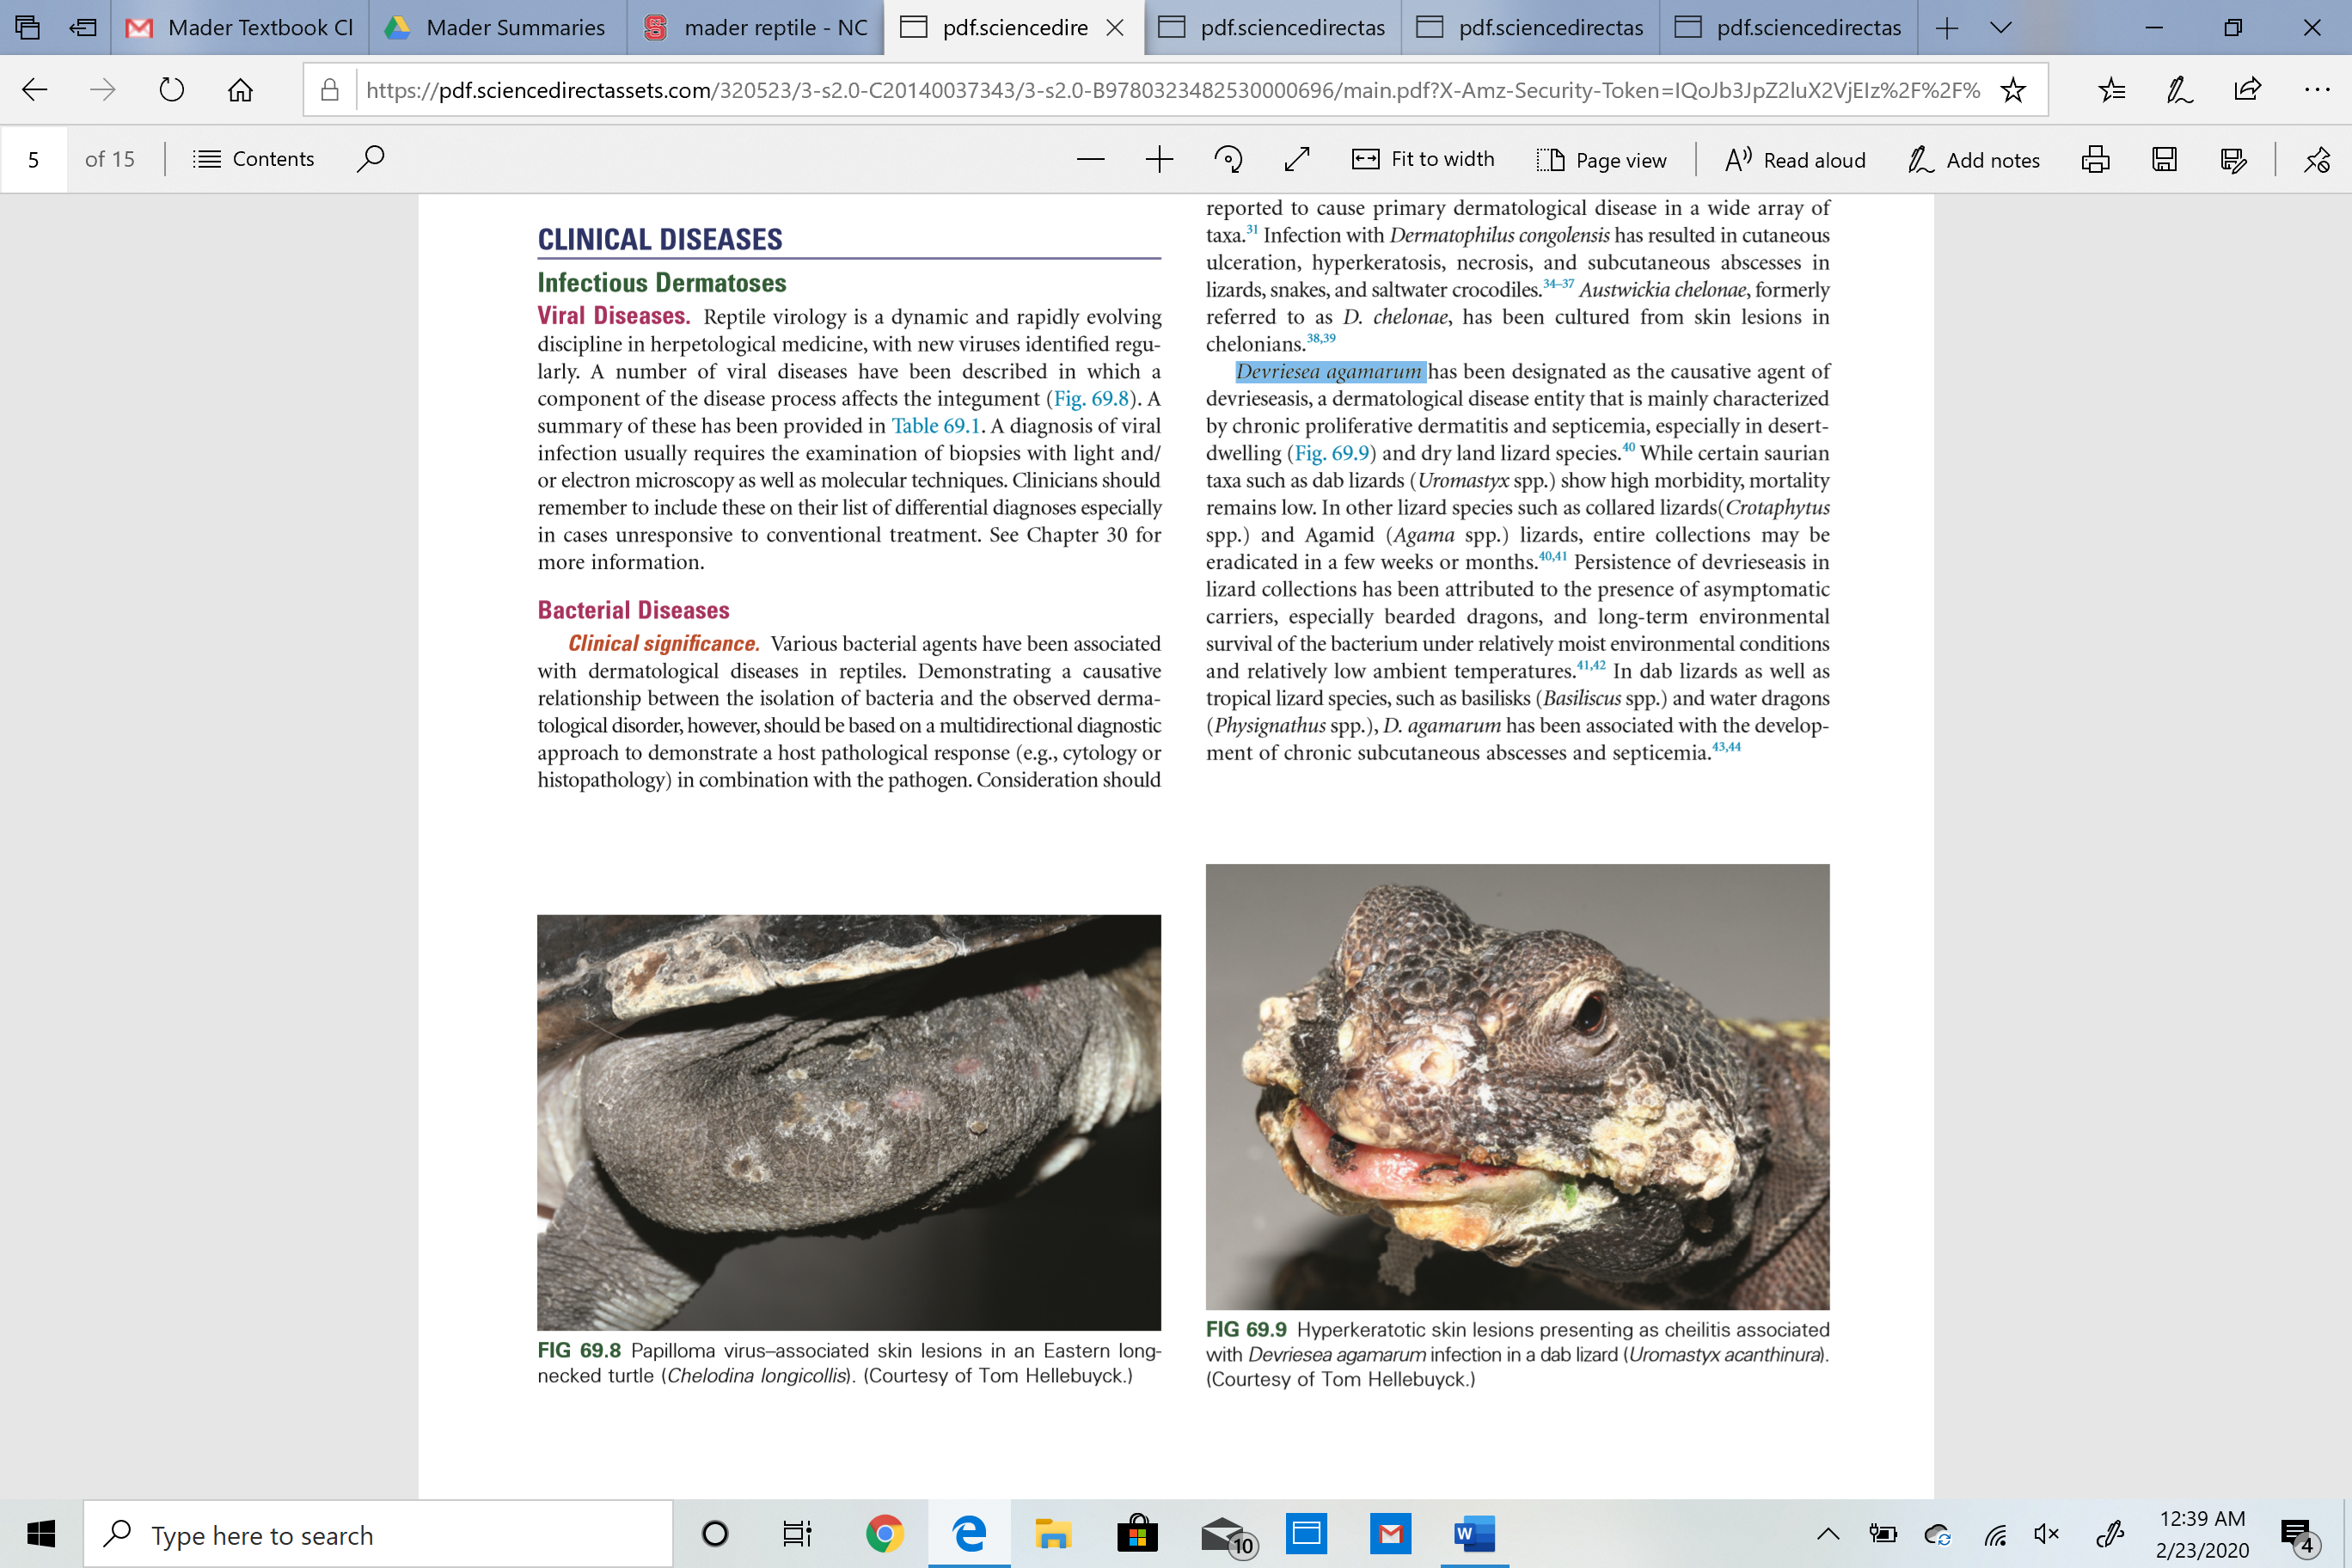 Mader Textbook Cl
Mader Summaries
mader reptile - NC
pdf.sciencedire
pdf.sciencedirectas
pdf.sciencedirectas
pdf.sciencedirectas
https://pdf.sciencedirectassets.com/320523/3-s2.0-C20140037343/3-s2.0-B9780323482530000696/main.pdf?X-Amz-Security-Token=IQoJb3JpZ2luX2VjEIz%2F%2F%
5 of 15 Contents
Fit to width Page view Read aloud Add notes
CLINICAL DISEASES
Infectious Dermatoses
Viral Diseases. Reptile virology is a dynamic and rapidly evolving
discipline in herpetological medicine, with new viruses identified regu-
larly. A number of viral diseases have been described in which a
component of the disease process affects the integument (Fig. 69.8). A
summary of these has been provided in Table 69.1. A diagnosis of viral
infection usually requires the examination of biopsies with light and/
or electron microscopy as well as molecular techniques. Clinicians should
remember to include these on their list of differential diagnoses especially
in cases unresponsive to conventional treatment. See Chapter 30 for
more information.
Bacterial Diseases
Clinical significance. Various bacterial agents have been associated
with dermatological diseases in reptiles. Demonstrating a causative
relationship between the isolation of bacteria and the observed derma-
tological disorder, however, should be based on a multidirectional diagnostic
approach to demonstrate a host pathological response (e.g., cytology or
histopathology) in combination with the pathogen. Consideration should
FIG 69.8 Papilloma virus–associated skin lesions in an Eastern long-
necked turtle (Chelodina longicollis). (Courtesy of Tom Hellebuyck.)
reported to cause primary dermatological disease in a wide array of
taxa.31 Infection with Dermatophilus congolensis has resulted in cutaneous
ulceration, hyperkeratosis, necrosis, and subcutaneous abscesses in
lizards, snakes, and saltwater crocodiles.34–37 Austwickia chelonae, formerly
referred to as D. chelonae, has been cultured from skin lesions in
chelonians.38,39
Devriesea agamarum has been designated as the causative agent of
devrieseasis, a dermatological disease entity that is mainly characterized
by chronic proliferative dermatitis and septicemia, especially in desert-
dwelling (Fig. 69.9) and dry land lizard species.40 While certain saurian
taxa such as dab lizards (Uromastyx spp.) show high morbidity, mortality
remains low. In other lizard species such as collared lizards(Crotaphytus
spp.) and Agamid (Agama spp.) lizards, entire collections may be
eradicated in a few weeks or months.40,41 Persistence of devrieseasis in
lizard collections has been attributed to the presence of asymptomatic
carriers, especially bearded dragons, and long-term environmental
survival of the bacterium under relatively moist environmental conditions
and relatively low ambient temperatures.41,42 In dab lizards as well as
tropical lizard species, such as basilisks (Basiliscus spp.) and water dragons
(Physignathus spp.), D. agamarum has been associated with the develop-
ment of chronic subcutaneous abscesses and septicemia.43,44
FIG 69.9 Hyperkeratotic skin lesions presenting as cheilitis associated
with Devriesea agamarum infection in a dab lizard (Uromastyx acanthinura).
(Courtesy of Tom Hellebuyck.)
Type here to search
10
12:39 AM
2/23/2020
4